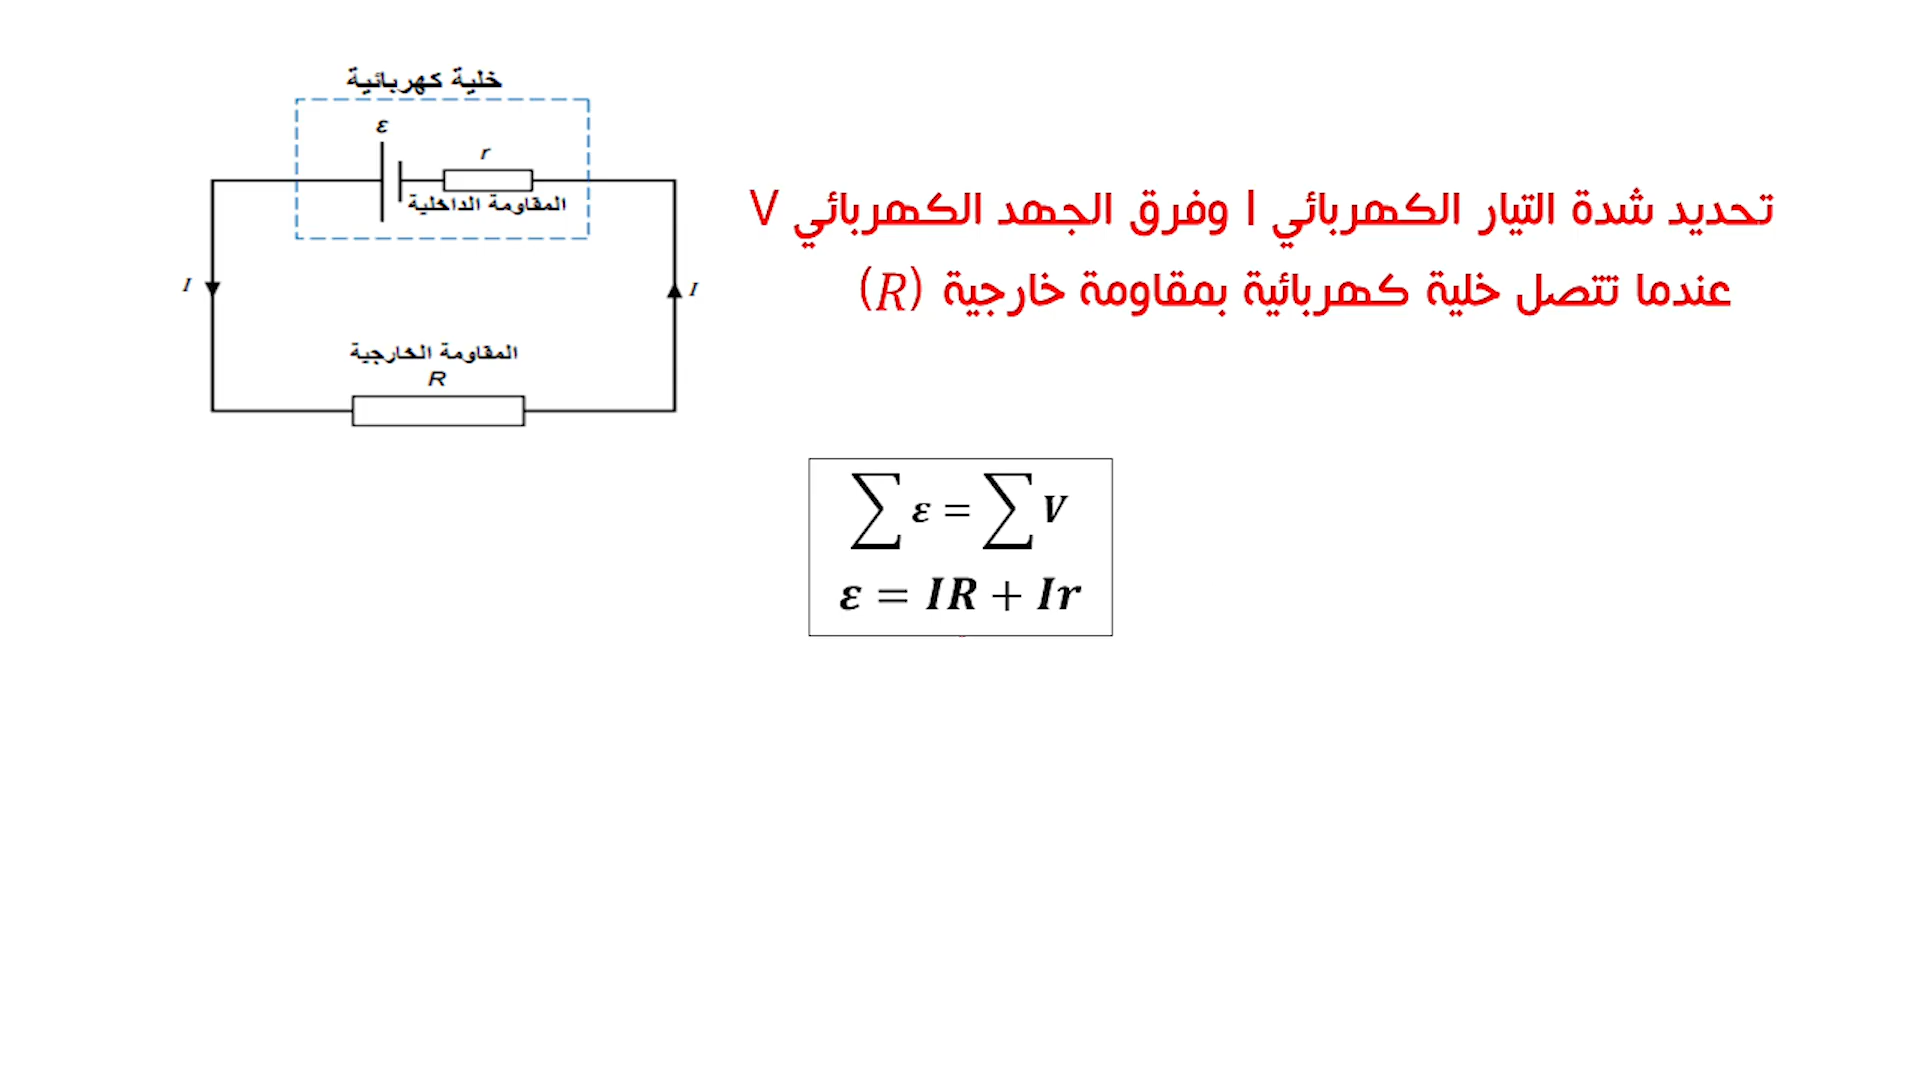 خلية كهربائية
ε
r
المقاومة الداخلية
I
I
المقاومة الخارجية
R
تحديد شدة التيار الكهربائي I وفرق الجهد الكهربائي V
عندما تتصل خلية كهربائية بمقاومة خارجية (R)
∑ ε = ∑ V
ε = IR + Ir